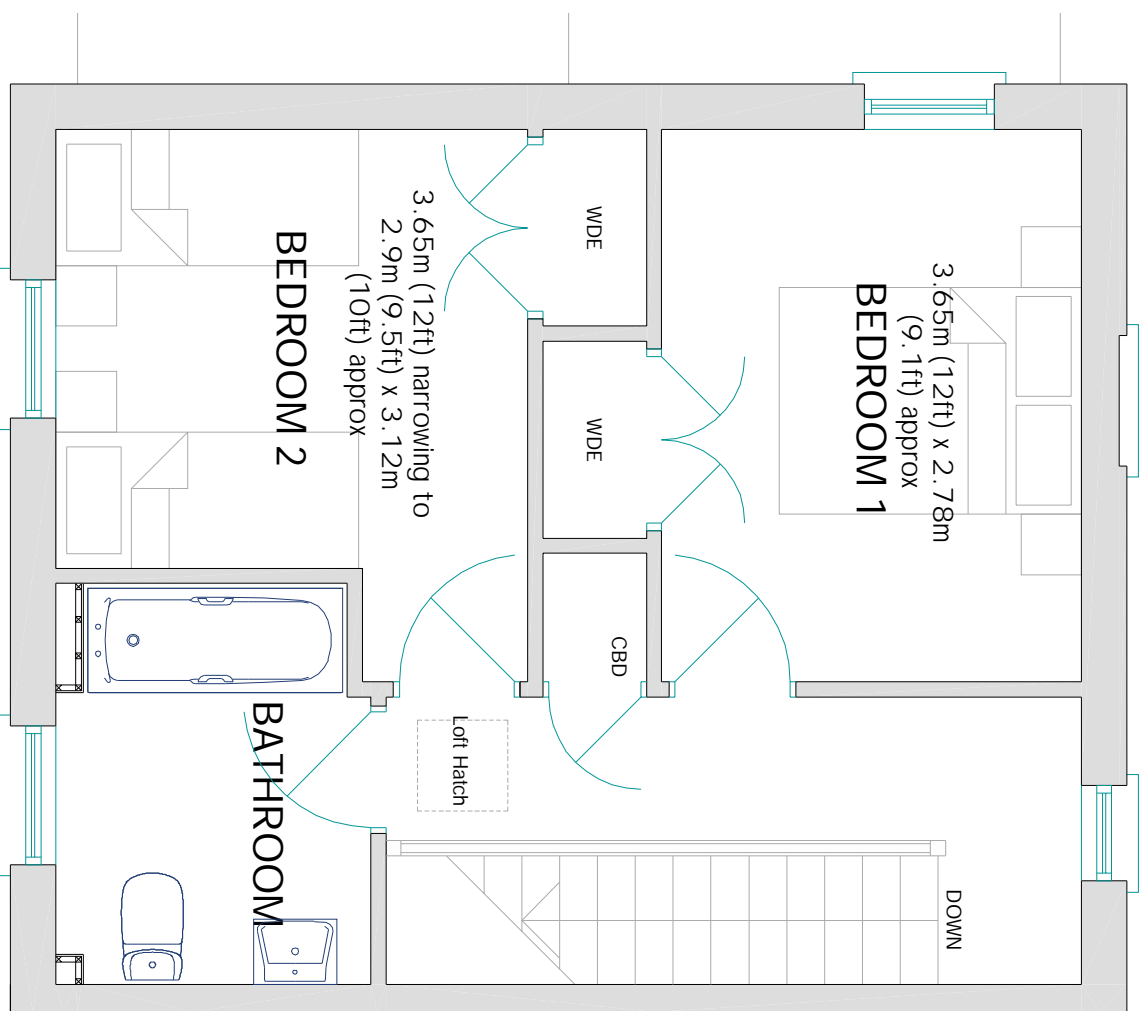 BEDROOM 1
3.65m (12ft) x 2.78m
(9.1ft) approx
WDE
WDE
BEDROOM 2
3.65m (12ft) narrowing to
2.9m (9.5ft) x 3.12m
(10ft) approx
CBD
Loft Hatch
BATHROOM
DOWN